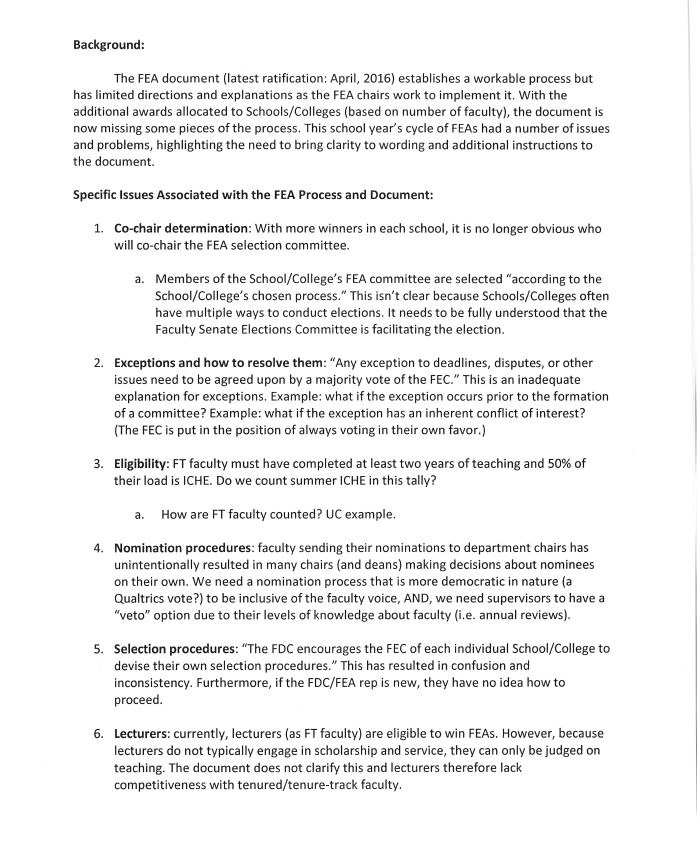 Background:
The FEA document (latest ratification: April, 2016) establishes a workable process but
has limited directions and explanations as the FEA chairs work to implement it. With the
additional awards allocated to Schools/Colleges (based on number of faculty), the document is
now missing some pieces of the process. This school year's cycle of FEAs had a number of issues
and problems, highlighting the need to bring clarity to wording and additional instructions to
the document.
Specific Issues Associated with the FEA Process and Document:
1. Co-chair determination: With more winners in each school, it is no longer obvious who
will co-chair the FEA selection committee.
a. Members of the School/College's FEA committee are selected "according to the
School/College's chosen process." This isn't clear because Schools/Colleges often
have multiple ways to conduct elections. It needs to be fully understood that the
Faculty Senate Elections Committee is facilitating the election.
2. Exceptions and how to resolve them: "Any exception to deadlines, disputes, or other
issues need to be agreed upon by a majority vote of the FEC." This is an inadequate
explanation for exceptions. Example: what if the exception occurs prior to the formation
of a committee? Example: what if the exception has an inherent conflict of interest?
(The FEC is put in the position of always voting in their own favor.)
3. Eligibility: FT faculty must have completed at least two years of teaching and 50% of
their load is ICHE. Do we count summer ICHE in this tally?
a. How are FT faculty counted? UC example.
4. Nomination procedures: faculty sending their nominations to department chairs has
unintentionally resulted in many chairs (and deans) making decisions about nominees
on their own. We need a nomination process that is more democratic in nature (a
Qualtrics vote?) to be inclusive of the faculty voice, AND, we need supervisors to have a
"veto" option due to their levels of knowledge about faculty (i.e. annual reviews).
5. Selection procedures: "The FDC encourages the FEC of each individual School/College to
devise their own selection procedures." This has resulted in confusion and
inconsistency. Furthermore, if the FDC/FEA rep is new, they have no idea how to
proceed.
6. Lecturers: currently, lecturers (as FT faculty) are eligible to win FEAs. However, because
lecturers do not typically engage in scholarship and service, they can only be judged on
teaching. The document does not clarify this and lecturers therefore lack
competitiveness with tenured/tenure-track faculty.